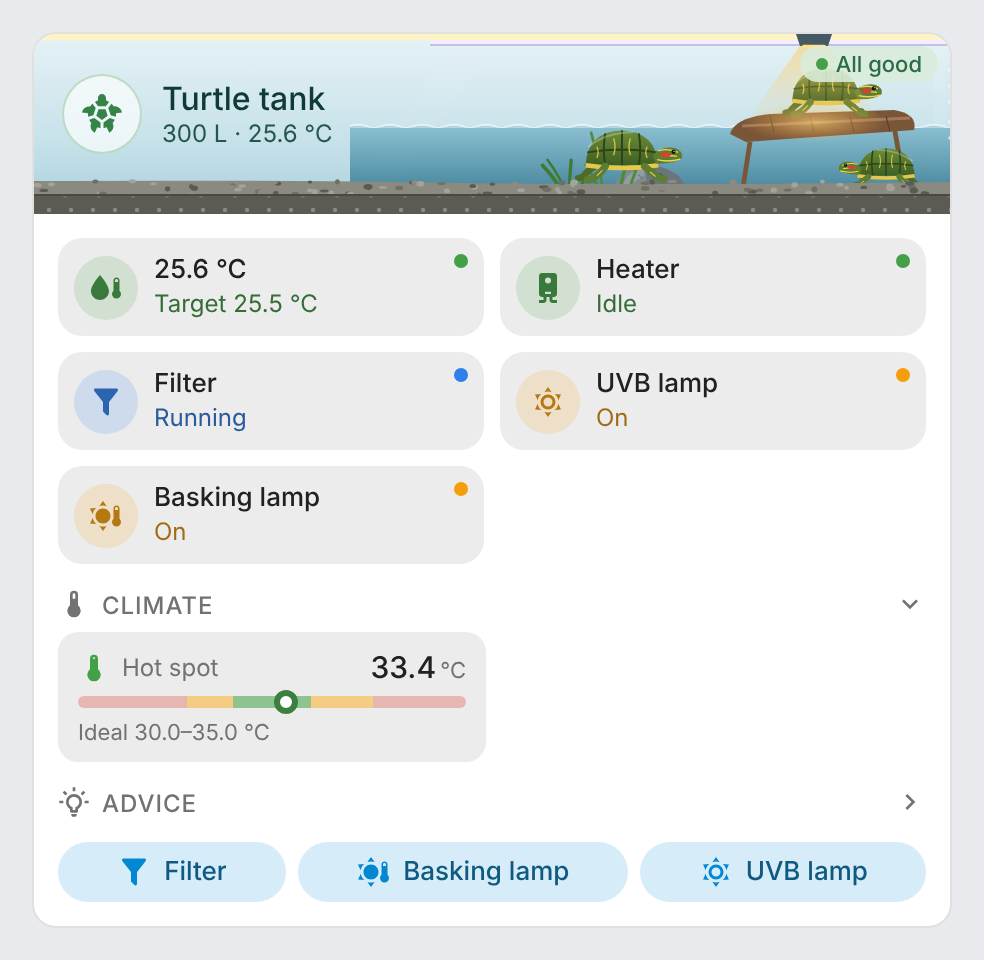 Turtle tank
300 L · 25.6 °C
All good
25.6 °C
Target 25.5 °C
Heater
Idle
Filter
Running
UVB lamp
On
Basking lamp
On
CLIMATE
Hot spot
33.4 °C
Ideal 30.0–35.0 °C
ADVICE
Filter
Basking lamp
UVB lamp